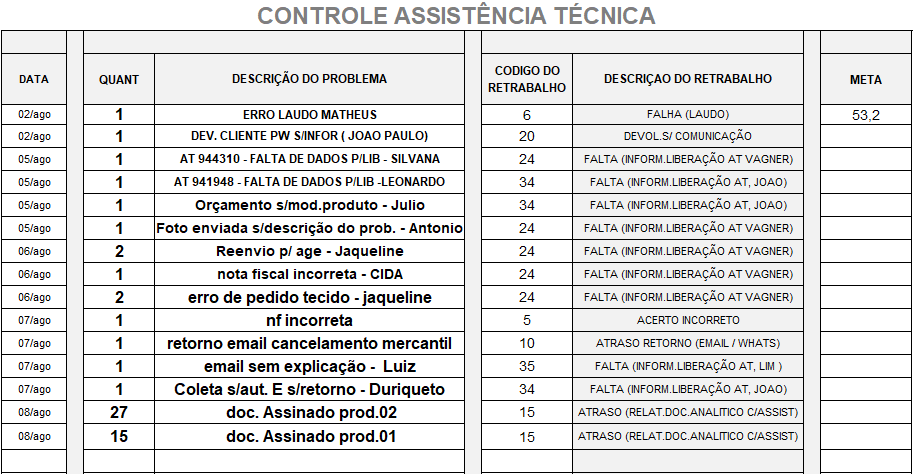 CONTROLE ASSISTÊNCIA TÉCNICA
DATA QUANT DESCRIÇÃO DO PROBLEMA CODIGO DO RETRABALHO DESCRIÇAO DO RETRABALHO META
02/ago 1 ERRO LAUDO MATHEUS 6 FALHA (LAUDO) 53,2
02/ago 1 DEV. CLIENTE PW S/INFOR ( JOAO PAULO) 20 DEVOL.S/ COMUNICAÇÃO
05/ago 1 AT 944310 - FALTA DE DADOS P/LIB - SILVANA 24 FALTA (INFORM.LIBERAÇÃO AT VAGNER)
05/ago 1 AT 941948 - FALTA DE DADOS P/LIB -LEONARDO 34 FALTA (INFORM.LIBERAÇÃO AT, JOAO)
05/ago 1 Orçamento s/mod.produto - Julio 34 FALTA (INFORM.LIBERAÇÃO AT, JOAO)
05/ago 1 Foto enviada s/descrição do prob. - Antonio 24 FALTA (INFORM.LIBERAÇÃO AT VAGNER)
06/ago 2 Reenvio p/ age - Jaqueline 24 FALTA (INFORM.LIBERAÇÃO AT VAGNER)
06/ago 1 nota fiscal incorreta - CIDA 24 FALTA (INFORM.LIBERAÇÃO AT VAGNER)
06/ago 2 erro de pedido tecido - jaqueline 24 FALTA (INFORM.LIBERAÇÃO AT VAGNER)
07/ago 1 nf incorreta 5 ACERTO INCORRETO
07/ago 1 retorno email cancelamento mercantil 10 ATRASO RETORNO (EMAIL / WHATS)
07/ago 1 email sem explicação - Luiz 35 FALTA (INFORM.LIBERAÇÃO AT, LIM )
07/ago 1 Coleta s/aut. E s/retorno - Duriqueto 34 FALTA (INFORM.LIBERAÇÃO AT, JOAO)
08/ago 27 doc. Assinado prod.02 15 ATRASO (RELAT.DOC.ANALITICO C/ASSIST)
08/ago 15 doc. Assinado prod.01 15 ATRASO (RELAT.DOC.ANALITICO C/ASSIST)